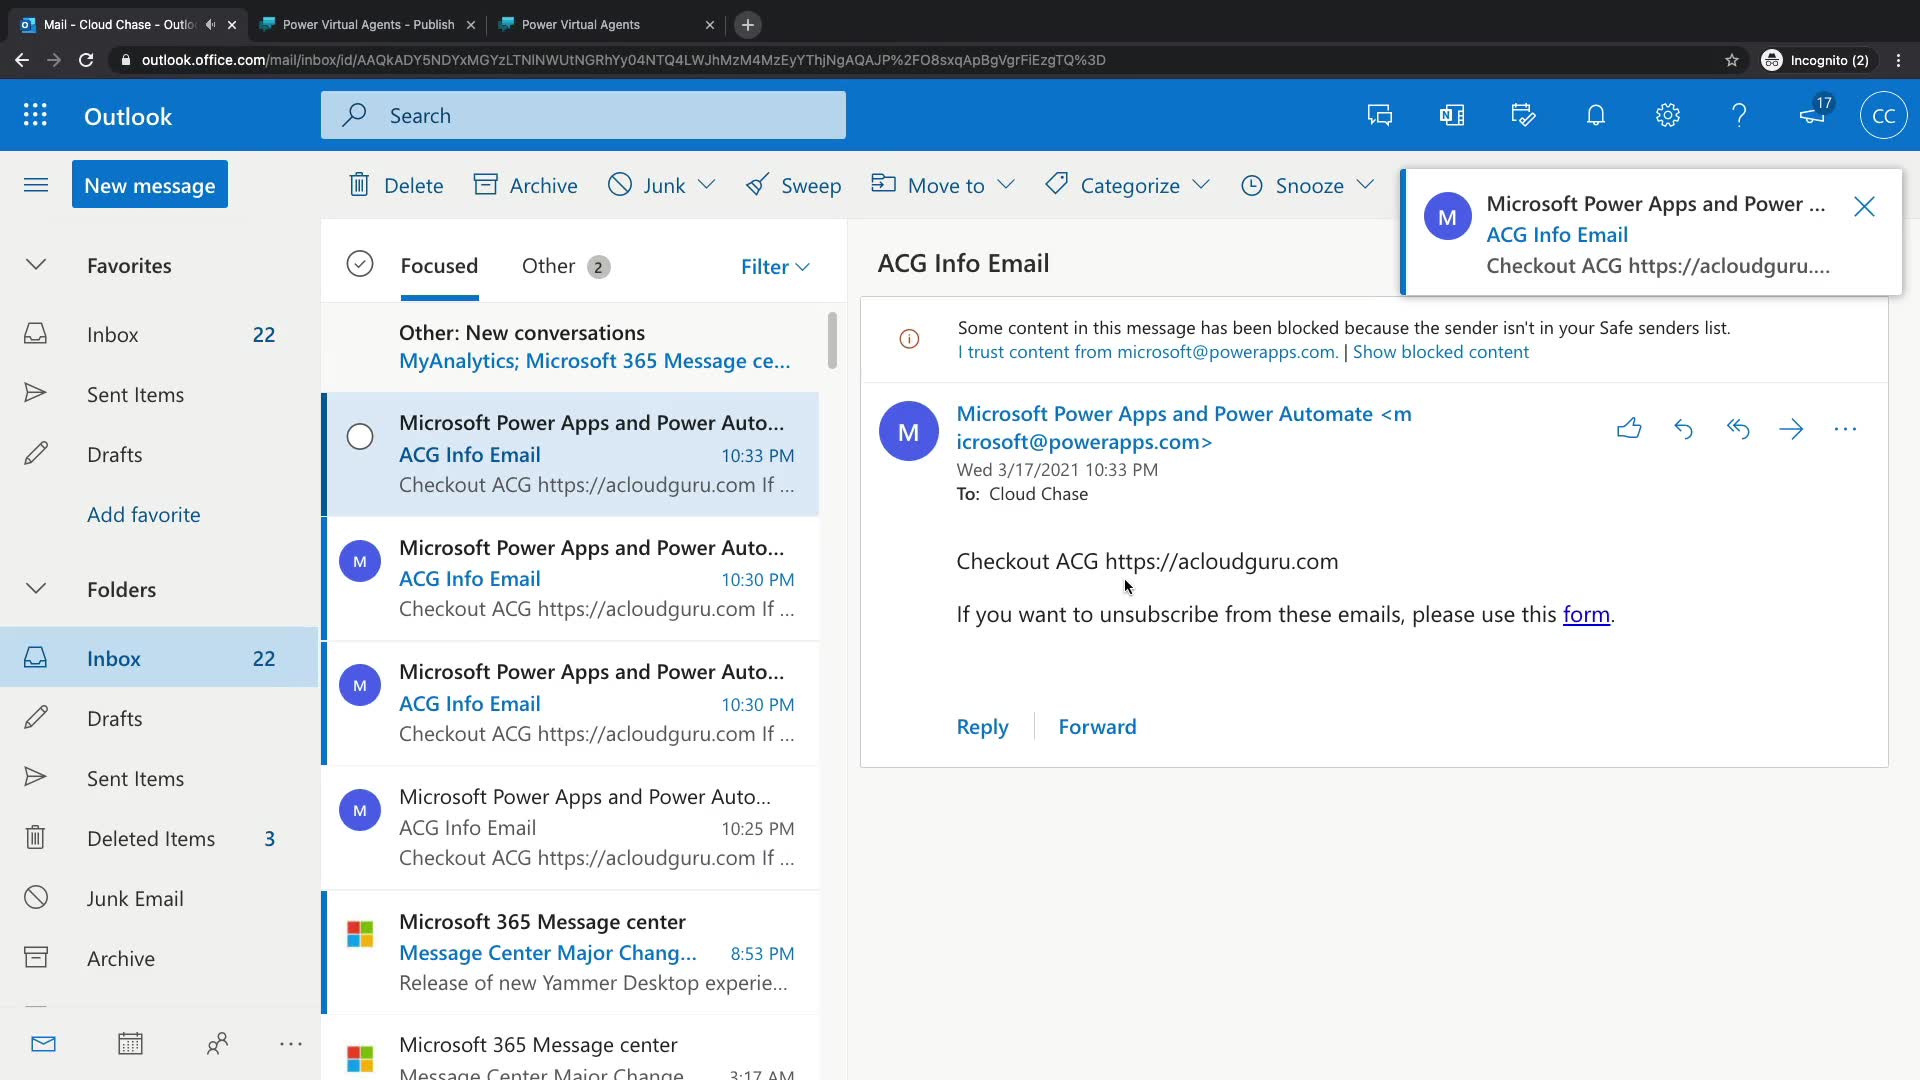 Mail - Cloud Chase - Outlo
Power Virtual Agents - Publish
Power Virtual Agents
outlook.office.com/mail/inbox/id/AAQkADY5NDYxMGYzLTNlNWUtNGRhYy04NTQ4LWJhMzM4MzEyYThjNgAQAJP%2FO8sxqApBgVgrFiEzgTQ%3D
Incognito (2)
Outlook
Search
17
CC
New message
Delete
Archive
Junk
Sweep
Move to
Categorize
Snooze
M
Microsoft Power Apps and Power ...
ACG Info Email
Checkout ACG https://acloudguru....
Favorites
Inbox 22
Sent Items
Drafts
Add favorite
Folders
Inbox 22
Drafts
Sent Items
Deleted Items 3
Junk Email
Archive
Focused
Other 2
Filter
Other: New conversations
MyAnalytics; Microsoft 365 Message ce...
Microsoft Power Apps and Power Auto...
ACG Info Email 10:33 PM
Checkout ACG https://acloudguru.com If ...
M
Microsoft Power Apps and Power Auto...
ACG Info Email 10:30 PM
Checkout ACG https://acloudguru.com If ...
M
Microsoft Power Apps and Power Auto...
ACG Info Email 10:30 PM
Checkout ACG https://acloudguru.com If ...
M
Microsoft Power Apps and Power Auto...
ACG Info Email 10:25 PM
Checkout ACG https://acloudguru.com If ...
Microsoft 365 Message center
Message Center Major Chang... 8:53 PM
Release of new Yammer Desktop experie...
Microsoft 365 Message center
Message Center Major Change 3:17 AM
ACG Info Email
Some content in this message has been blocked because the sender isn't in your Safe senders list.
I trust content from microsoft@powerapps.com. | Show blocked content
M
Microsoft Power Apps and Power Automate <m
icrosoft@powerapps.com>
Wed 3/17/2021 10:33 PM
To: Cloud Chase
Checkout ACG https://acloudguru.com
If you want to unsubscribe from these emails, please use this form.
Reply
Forward